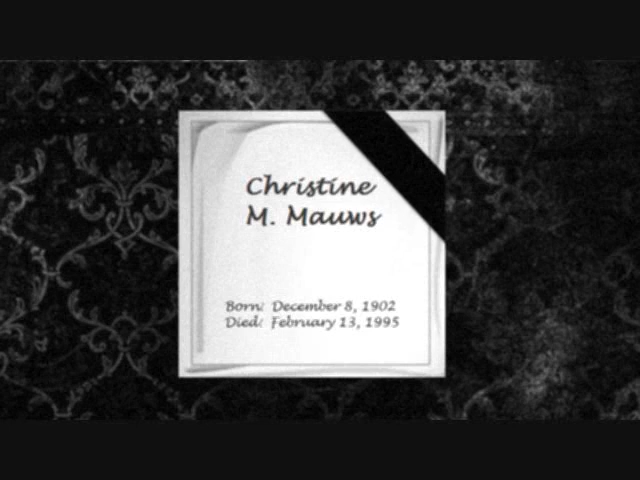 Christine
M. Mauws
Born: December 8, 1902
Died: February 13, 1995